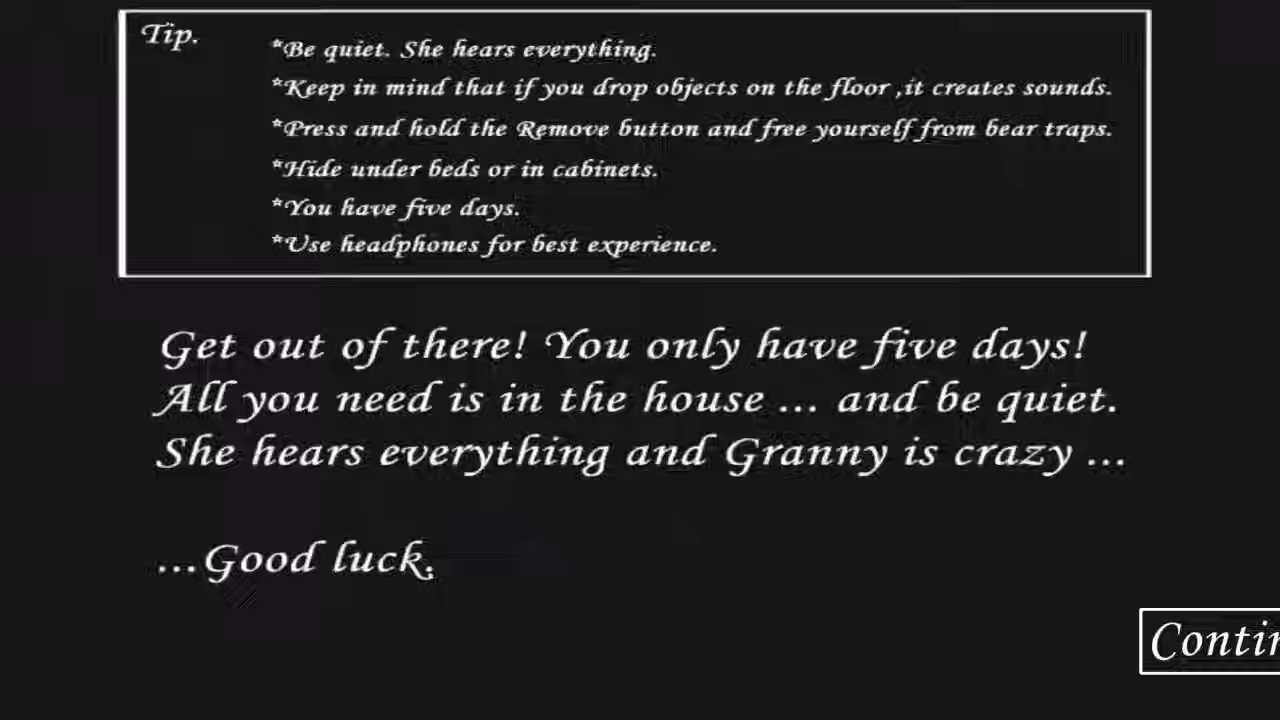 Tip.
*Be quiet. She hears everything.
*Keep in mind that if you drop objects on the floor ,it creates sounds.
*Press and hold the Remove button and free yourself from bear traps.
*Hide under beds or in cabinets.
*You have five days.
*Use headphones for best experience.
Get out of there! You only have five days!
All you need is in the house ... and be quiet.
She hears everything and Granny is crazy ...
...Good luck.
Contin